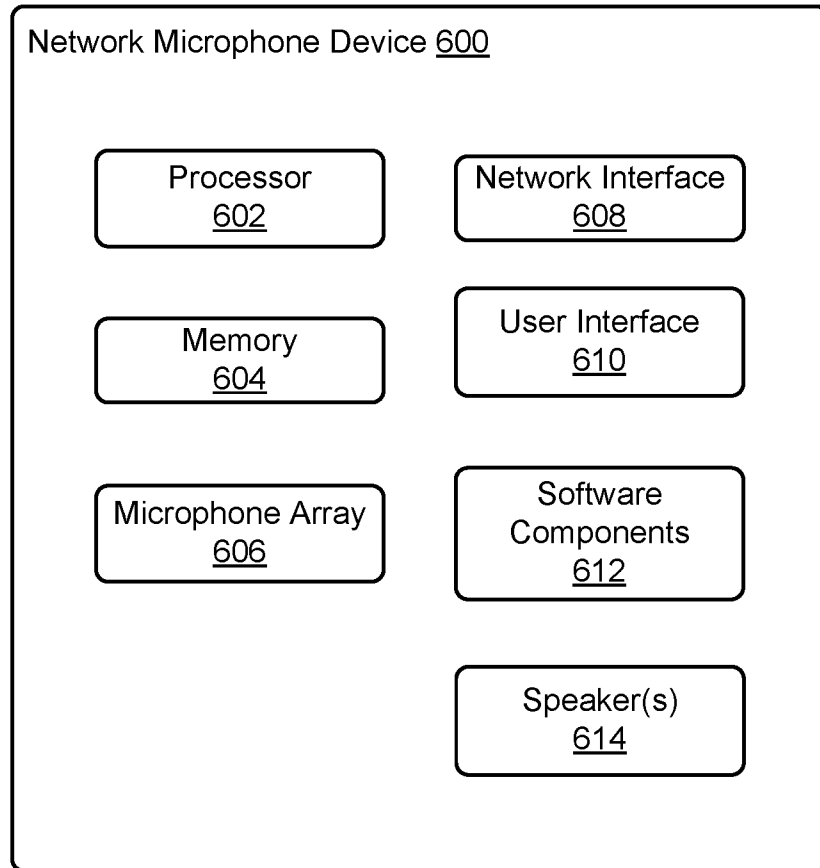 Network Microphone Device 600
Processor
602
Memory
604
Microphone Array
606
Network Interface
608
User Interface
610
Software
Components
612
Speaker(s)
614